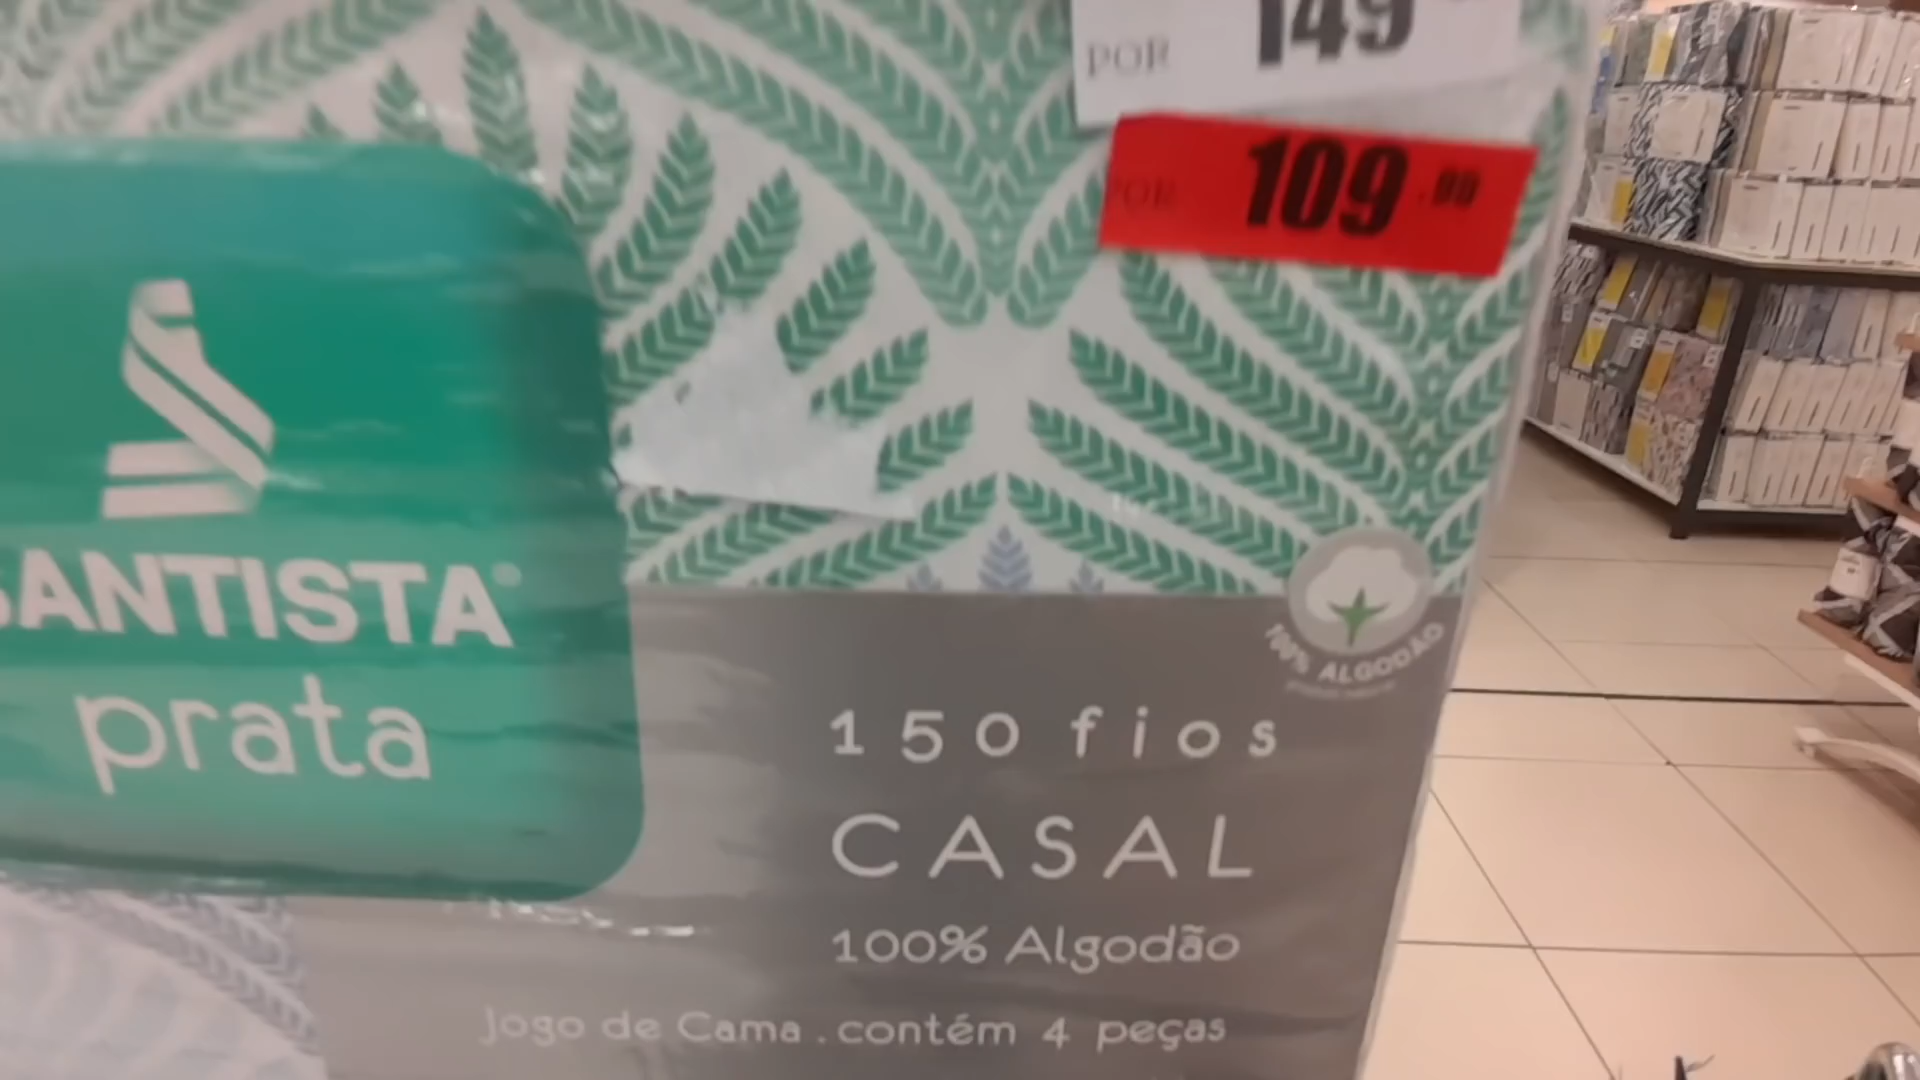 POR 149
POR 109
SANTISTA
prata
100% ALGODÃO
150 fios
CASAL
100% Algodão
Jogo de Cama . contém 4 peças